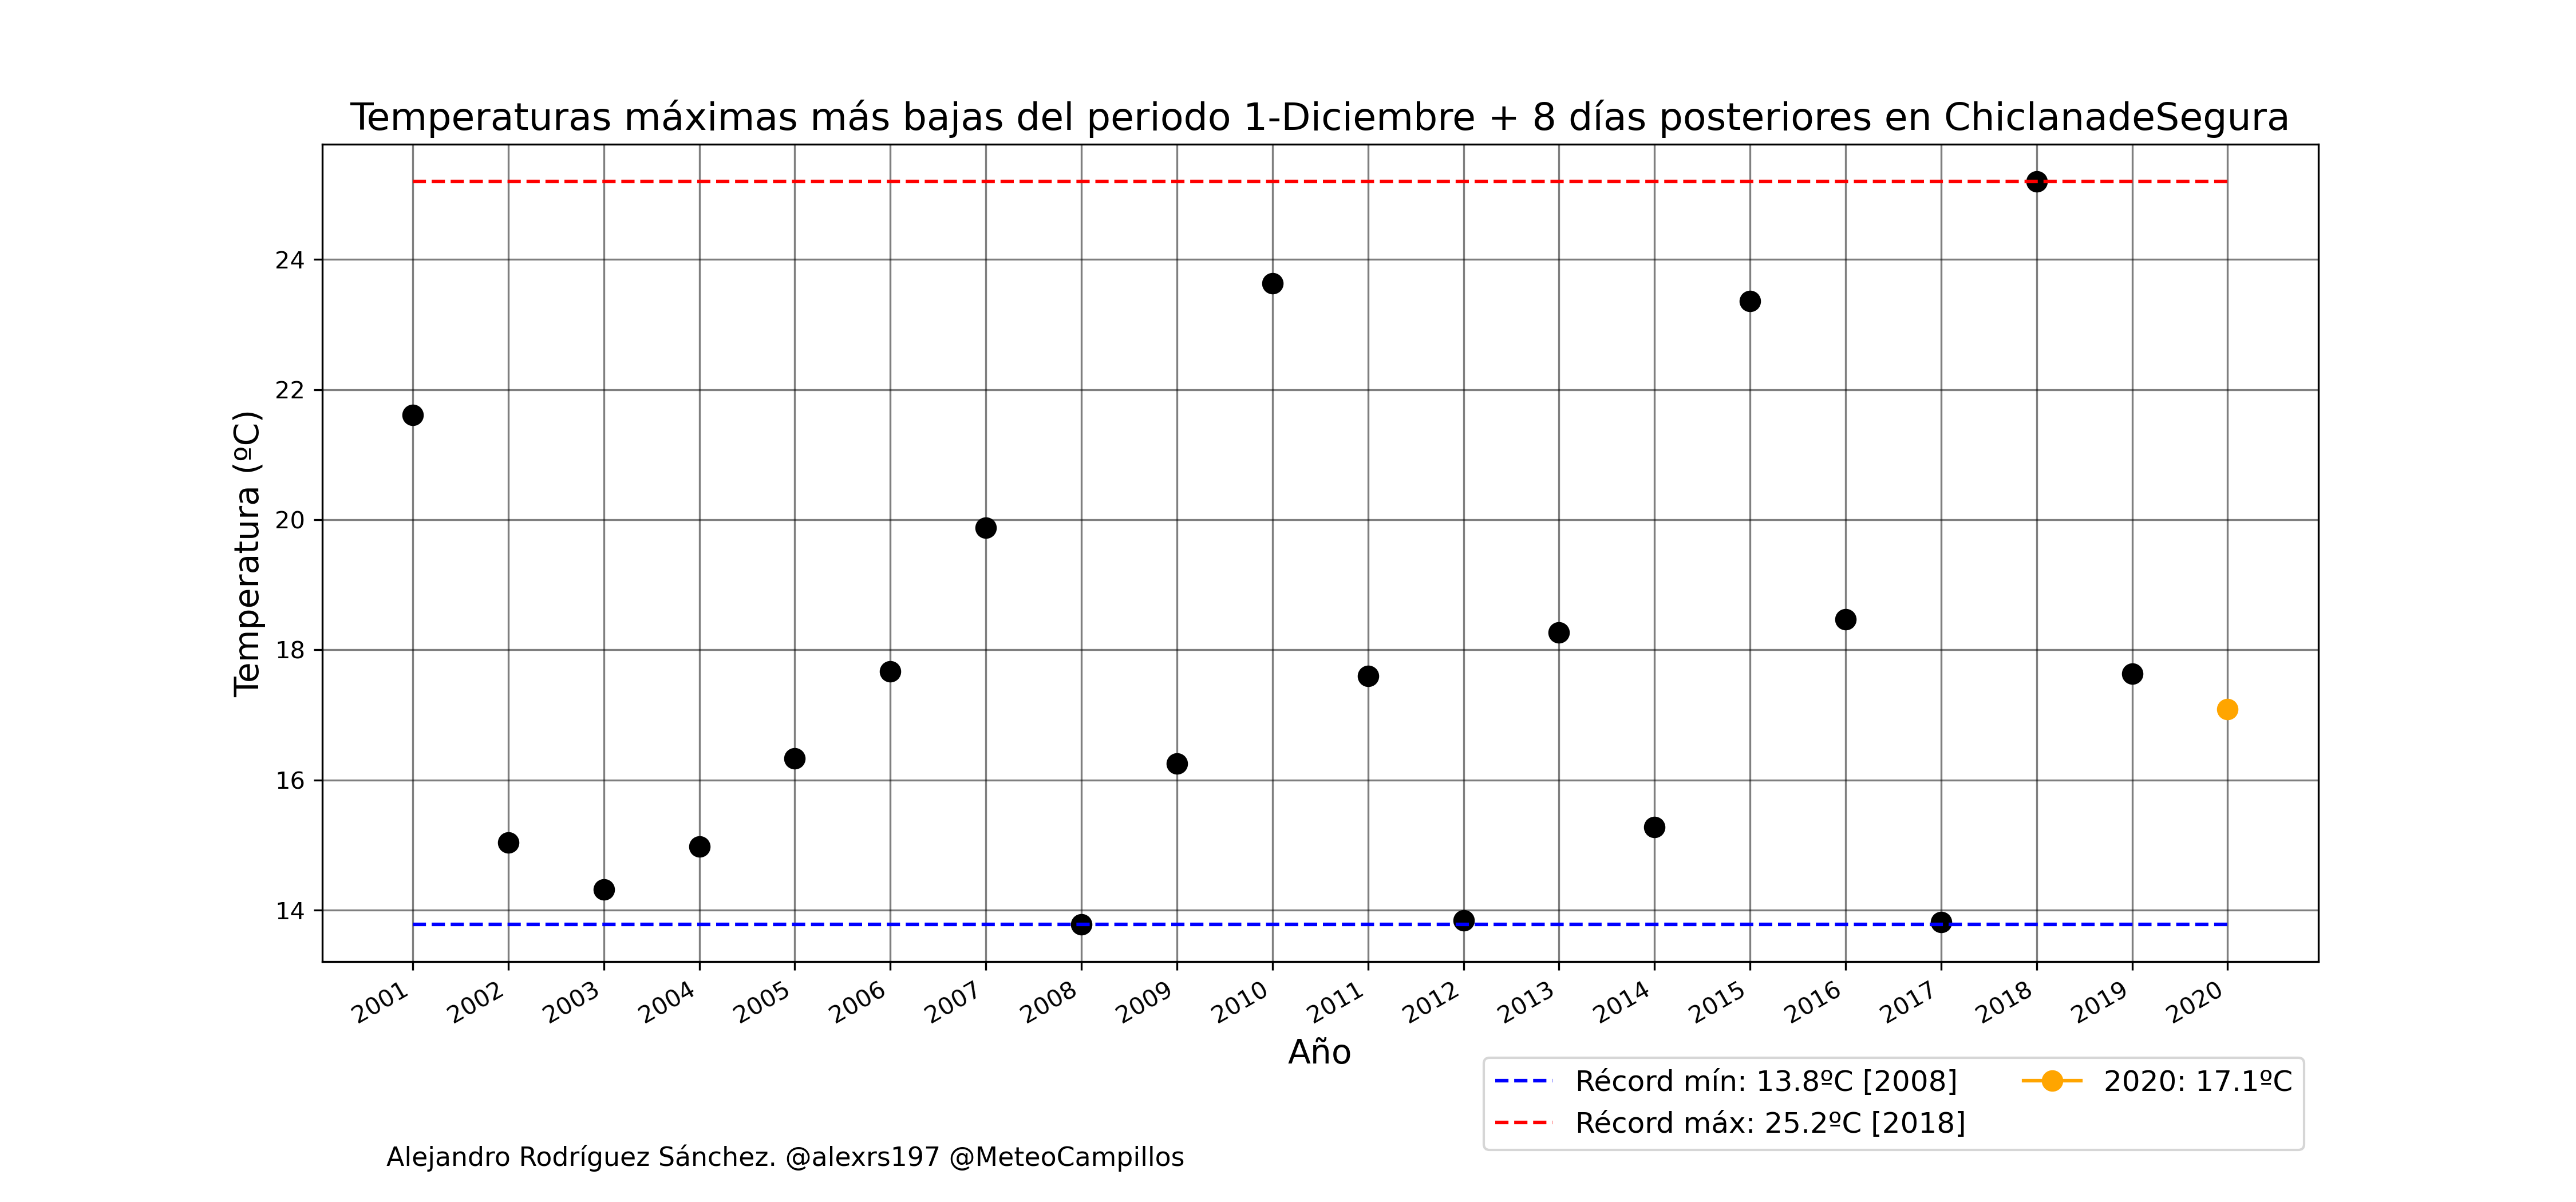 Temperaturas máximas más bajas del periodo 1-Diciembre + 8 días posteriores en ChiclanadeSegura
Temperatura (ºC)
24
22
20
18
16
14
2001 2002 2003 2004 2005 2006 2007 2008 2009 2010 2011 2012 2013 2014 2015 2016 2017 2018 2019 2020
Año
Récord mín: 13.8ºC [2008]
Récord máx: 25.2ºC [2018]
2020: 17.1ºC
Alejandro Rodríguez Sánchez. @alexrs197 @MeteoCampillos